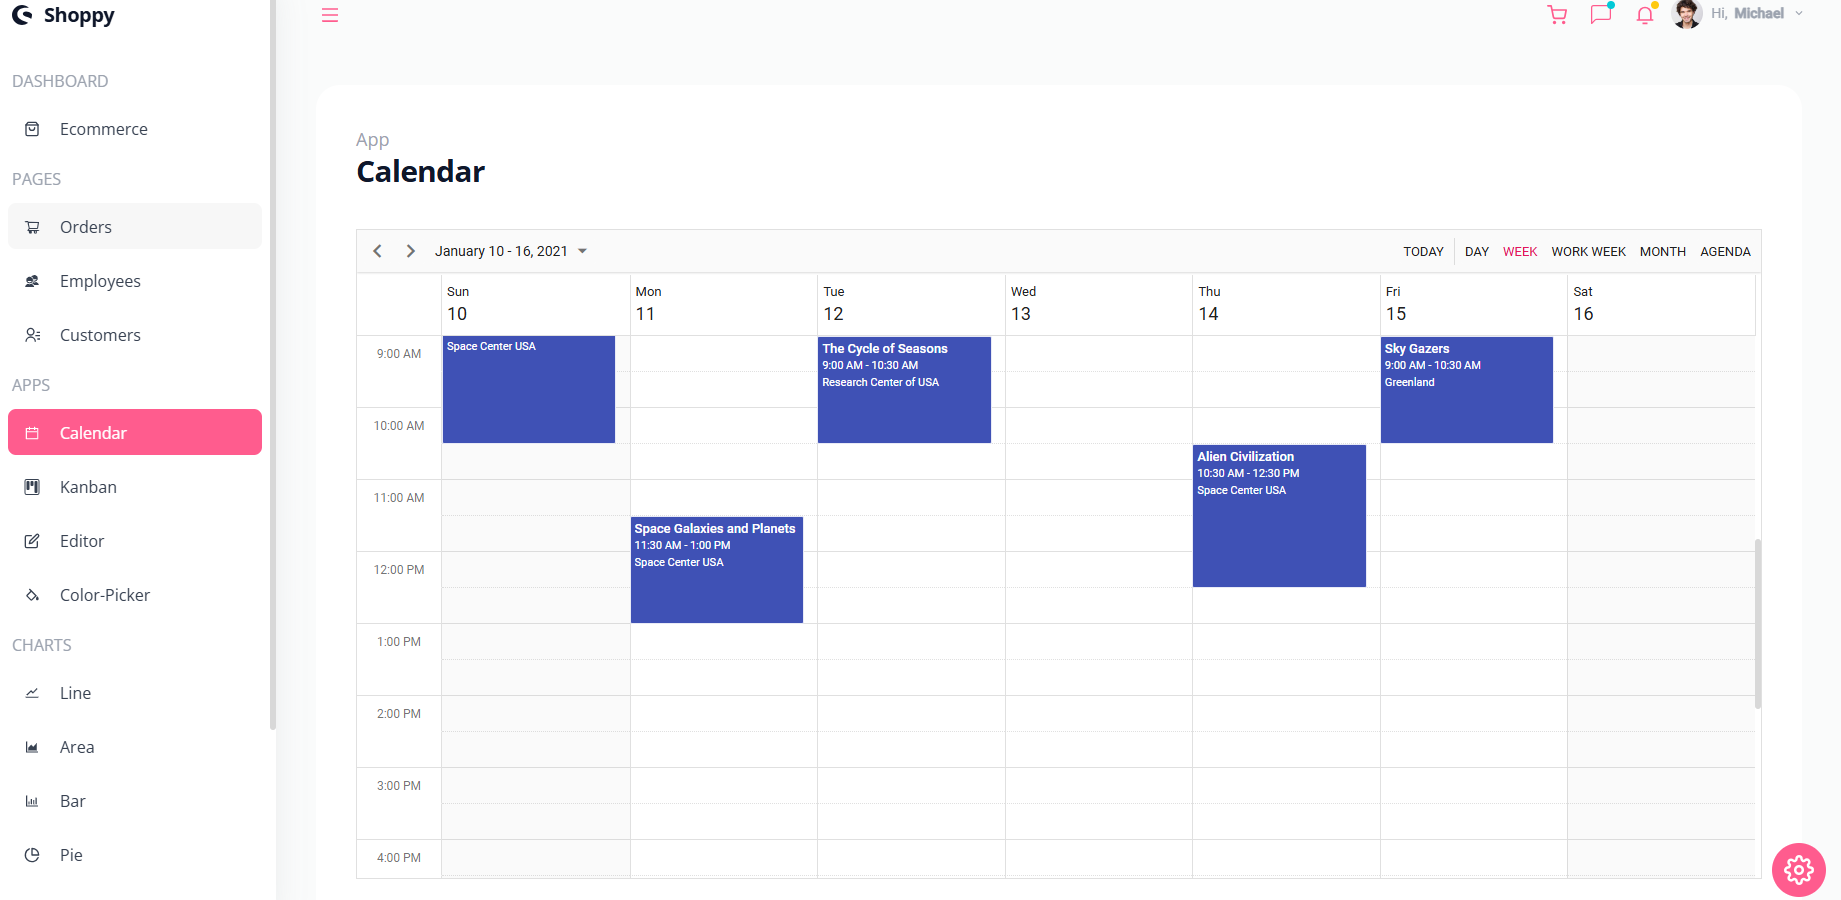 Shoppy
Hi, Michael
DASHBOARD
Ecommerce
PAGES
Orders
Employees
Customers
APPS
Calendar
Kanban
Editor
Color-Picker
CHARTS
Line
Area
Bar
Pie
App
Calendar
January 10 - 16, 2021
TODAY
DAY
WEEK
WORK WEEK
MONTH
AGENDA
Sun
10
Mon
11
Tue
12
Wed
13
Thu
14
Fri
15
Sat
16
9:00 AM
10:00 AM
11:00 AM
12:00 PM
1:00 PM
2:00 PM
3:00 PM
4:00 PM
Space Center USA
Space Galaxies and Planets
11:30 AM - 1:00 PM
Space Center USA
The Cycle of Seasons
9:00 AM - 10:30 AM
Research Center of USA
Alien Civilization
10:30 AM - 12:30 PM
Space Center USA
Sky Gazers
9:00 AM - 10:30 AM
Greenland